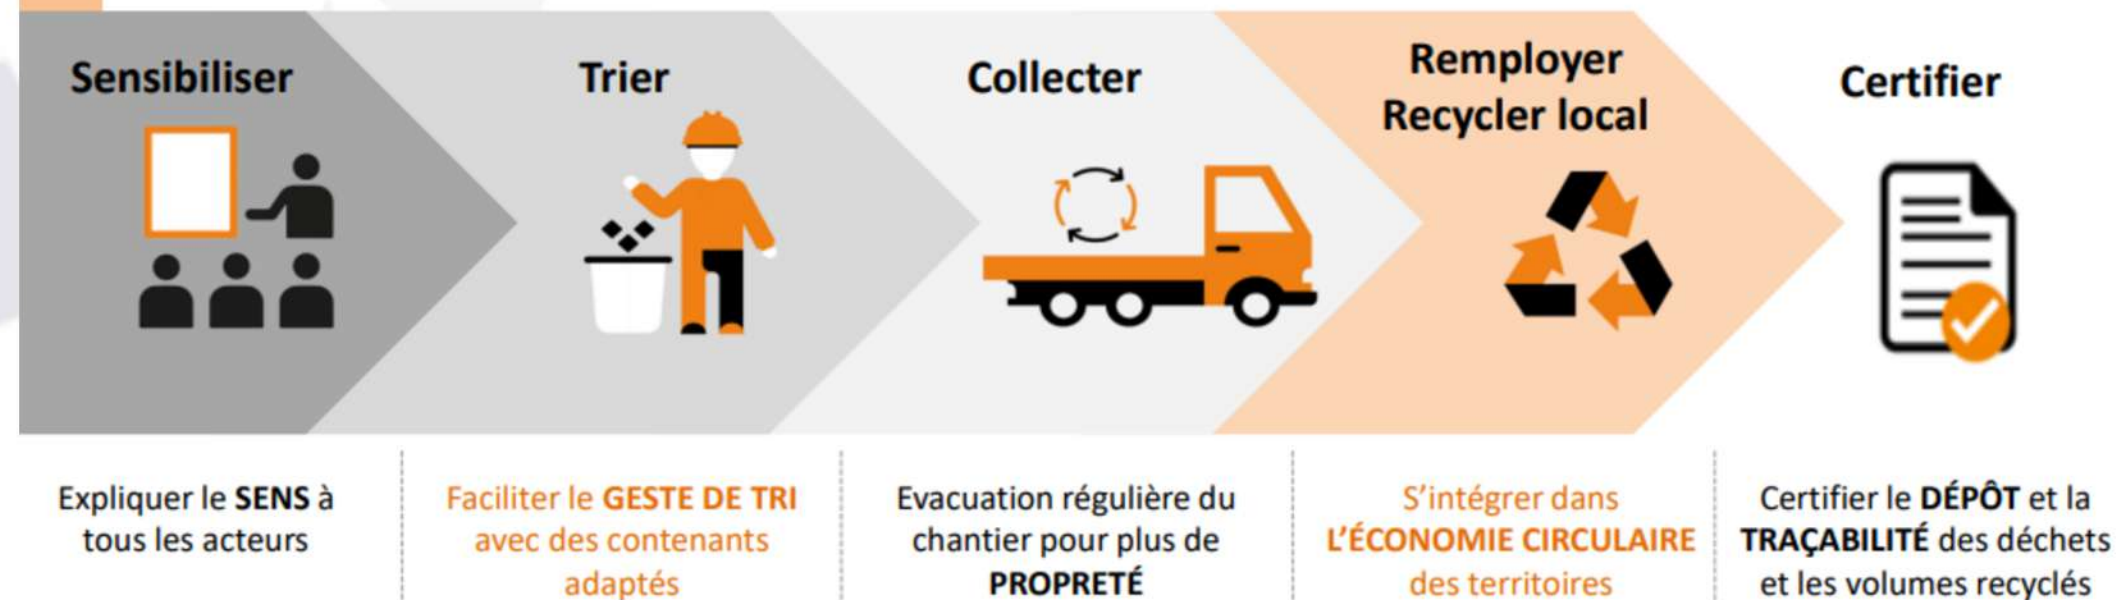 Sensibiliser
Trier
Collecter
Remployer
Recycler local
Certifier
Expliquer le SENS à
tous les acteurs
Faciliter le GESTE DE TRI
avec des contenants
adaptés
Evacuation régulière du
chantier pour plus de
PROPRETÉ
S'intégrer dans
L'ÉCONOMIE CIRCULAIRE
des territoires
Certifier le DÉPÔT et la
TRAÇABILITÉ des déchets
et les volumes recyclés